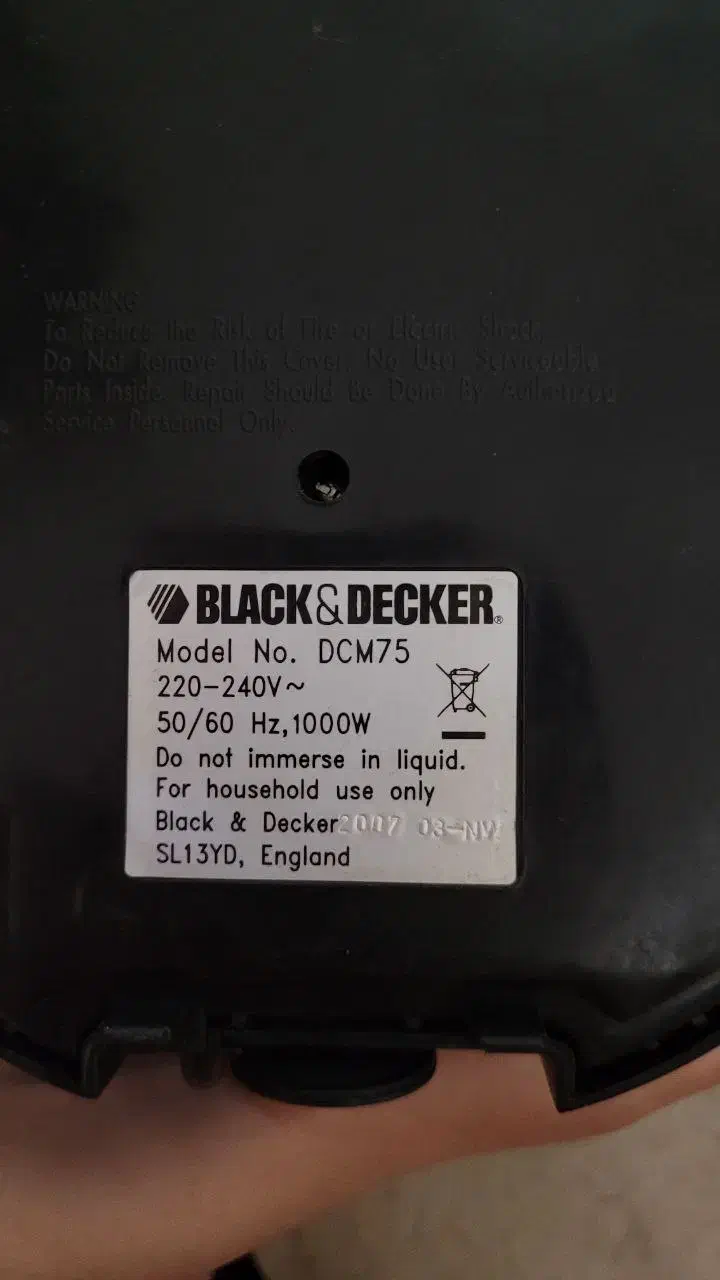 WARNING
To Reduce the Risk of Fire or Electric Shock,
Do Not Remove This Cover. No User Serviceable
Parts Inside. Repair Should Be Done By Authorized
Service Personnel Only.
BLACK&DECKER®
Model No. DCM75
220-240V~
50/60 Hz,1000W
Do not immerse in liquid.
For household use only
Black & Decker 2007 03-NW
SL13YD, England